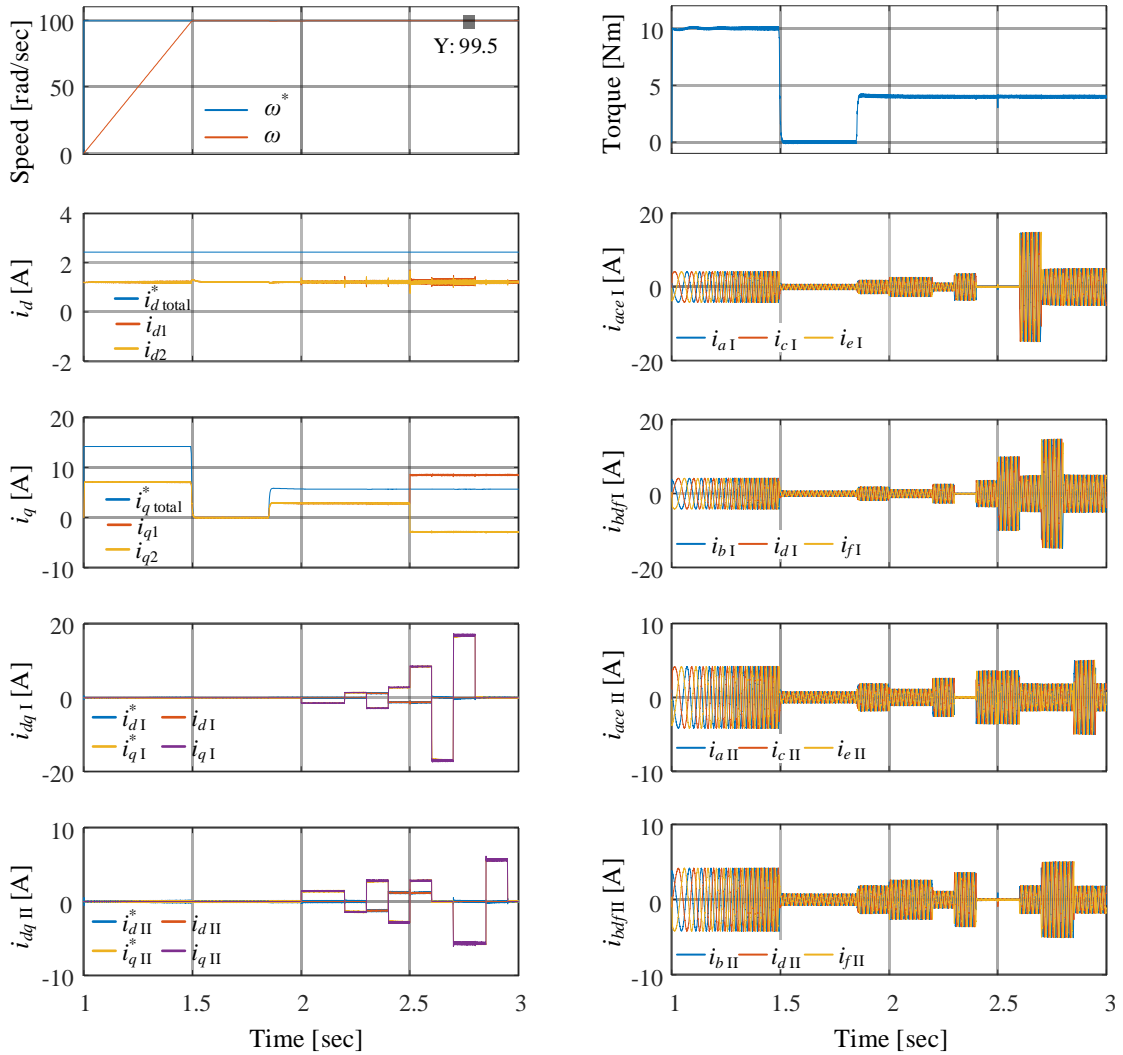 Speed [rad/sec]
100
50
0
Y: 99.5
ω*
ω
Torque [Nm]
10
5
0
i_d [A]
4
2
0
-2
i*_d total
i_d1
i_d2
i_ace I [A]
20
0
-20
i_a I i_c I i_e I
i_q [A]
20
10
0
-10
i*_q total
i_q1
i_q2
i_bdf I [A]
20
0
-20
i_b I i_d I i_f I
i_dq I [A]
20
0
-20
i*_d I i_d I
i*_q I i_q I
i_ace II [A]
10
0
-10
i_a II i_c II i_e II
i_dq II [A]
10
0
-10
i*_d II i_d II
i*_q II i_q II
1 1.5 2 2.5 3
Time [sec]
i_bdf II [A]
10
0
-10
i_b II i_d II i_f II
1 1.5 2 2.5 3
Time [sec]